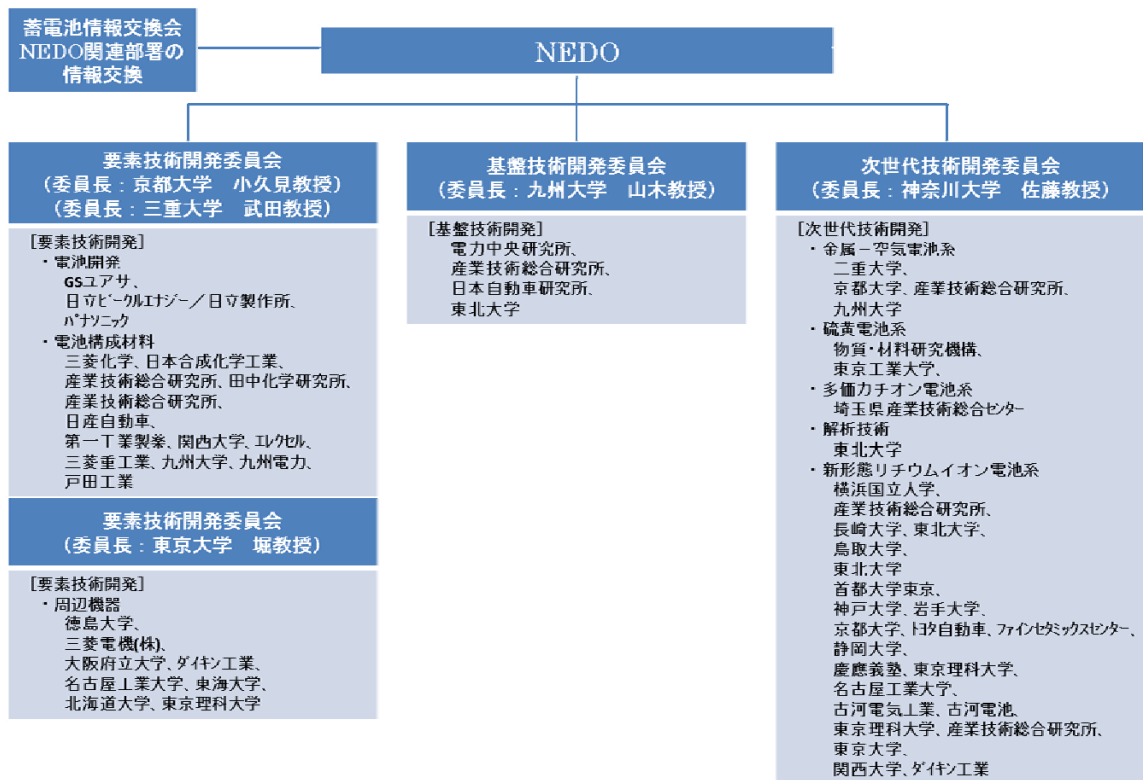 蓄電池情報交換会
NEDO関連部署の
情報交換
NEDO
要素技術開発委員会
（委員長：京都大学　小久見教授）
（委員長：三重大学　武田教授）
[要素技術開発]
・電池開発
GSユアサ、
日立ビークルエナジー／日立製作所、
パナソニック
・電池構成材料
三菱化学、日本合成化学工業、
産業技術総合研究所、田中化学研究所、
産業技術総合研究所、
日産自動車、
第一工業製薬、関西大学、エレクセル、
三菱重工業、九州大学、九州電力、
戸田工業
要素技術開発委員会
（委員長：東京大学　堀教授）
[要素技術開発]
・周辺機器
徳島大学、
三菱電機(株)、
大阪府立大学、ダイキン工業、
名古屋工業大学、東海大学、
北海道大学、東京理科大学
基盤技術開発委員会
（委員長：九州大学　山木教授）
[基盤技術開発]
電力中央研究所、
産業技術総合研究所、
日本自動車研究所、
東北大学
次世代技術開発委員会
（委員長：神奈川大学　佐藤教授）
[次世代技術開発]
・金属－空気電池系
三重大学、
京都大学、産業技術総合研究所、
九州大学
・硫黄電池系
物質・材料研究機構、
東京工業大学、
・多価カチオン電池系
埼玉県産業技術総合センター
・解析技術
東北大学
・新形態リチウムイオン電池系
横浜国立大学、
産業技術総合研究所、
長崎大学、東北大学、
鳥取大学、
東北大学
首都大学東京、
神戸大学、岩手大学、
京都大学、トヨタ自動車、ファインセラミックスセンター、
静岡大学、
慶應義塾、東京理科大学、
名古屋工業大学、
古河電気工業、古河電池、
東京理科大学、産業技術総合研究所、
東京大学、
関西大学、ダイキン工業